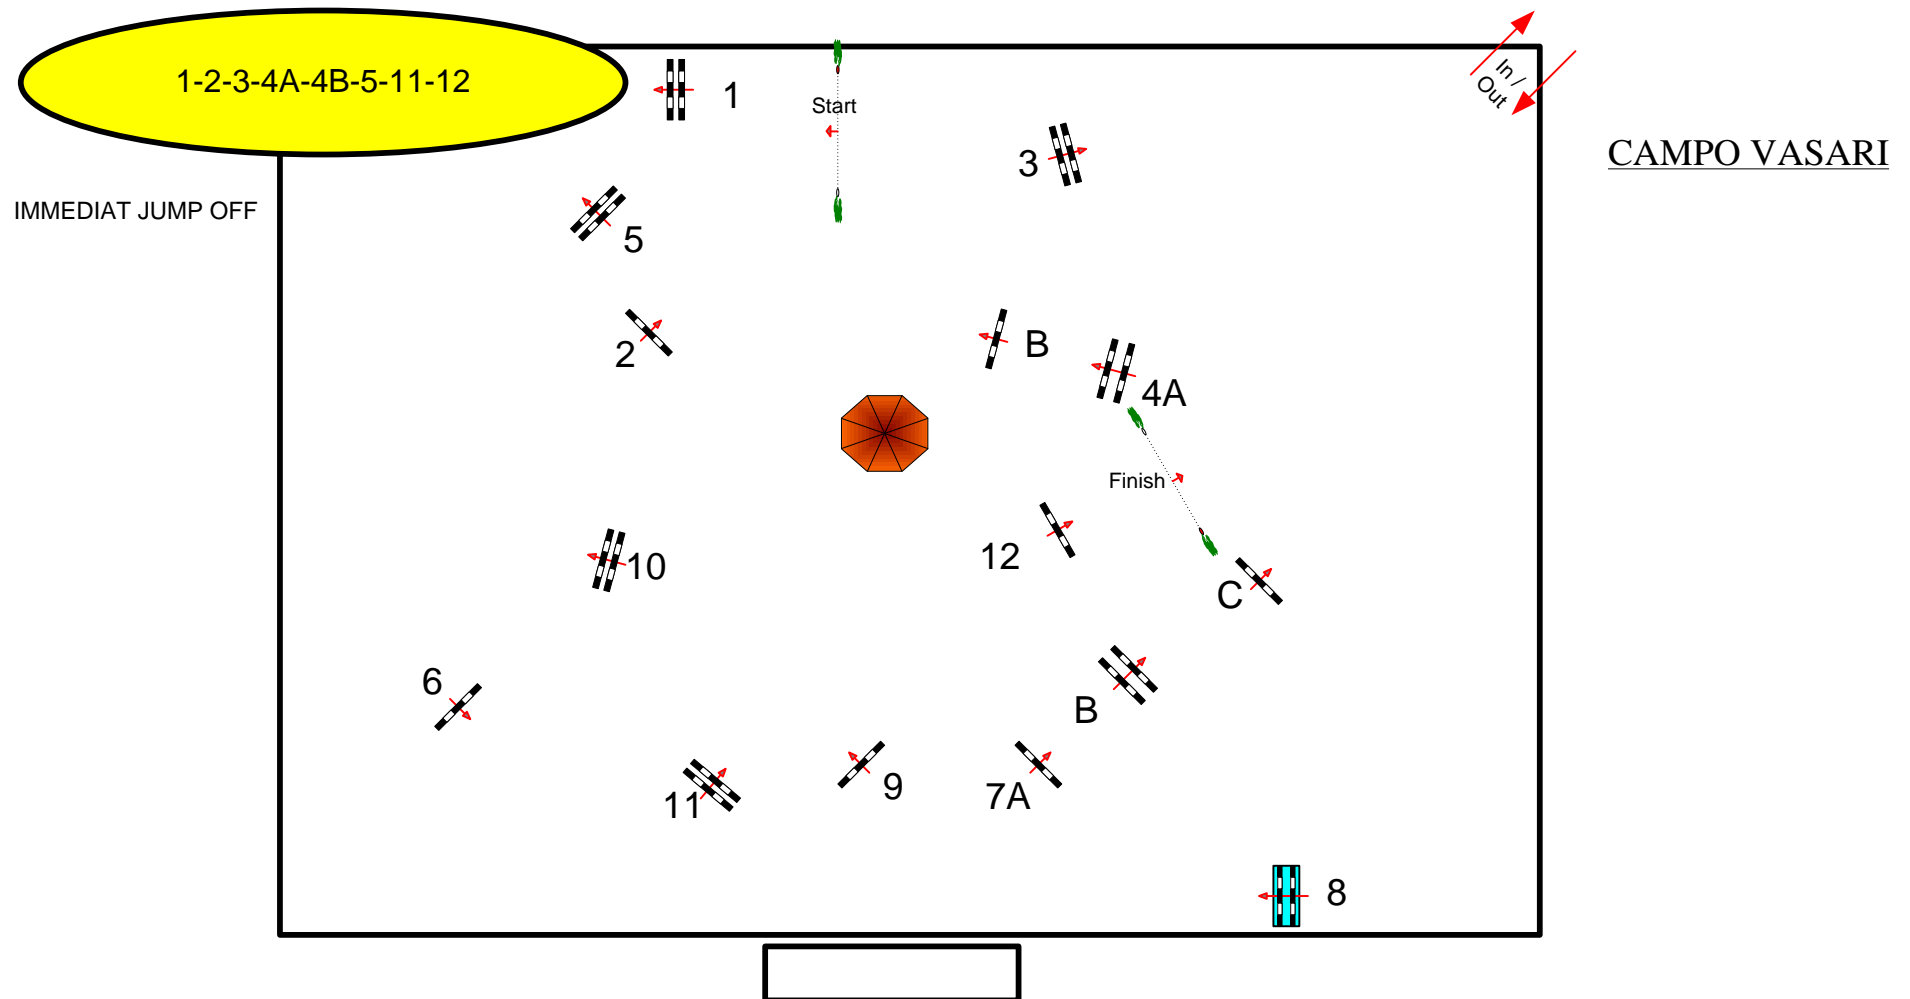 1-2-3-4A-4B-5-11-12
In /
Out
1
Start
3
CAMPO VASARI
IMMEDIAT JUMP OFF
5
2
B
4A
Finish
12
10
C
6
B
11
9
7A
8